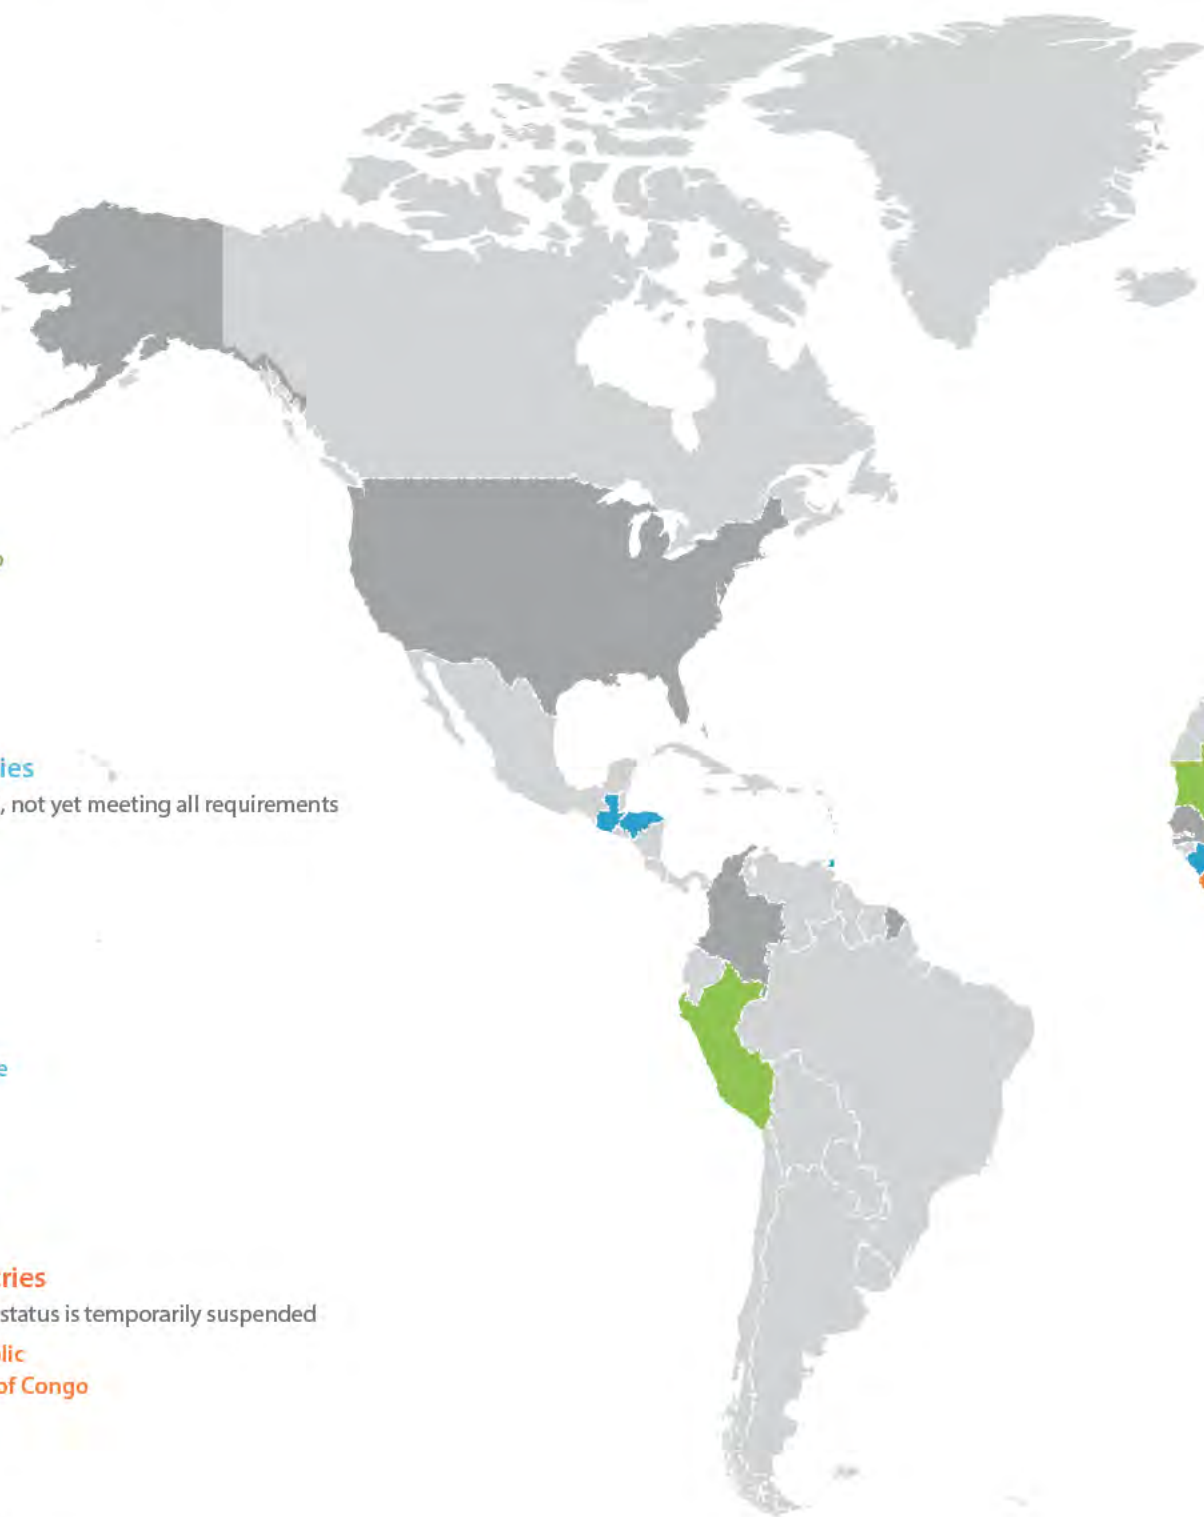 ies
, not yet meeting all requirements
e
ries
status is temporarily suspended
lic
of Congo